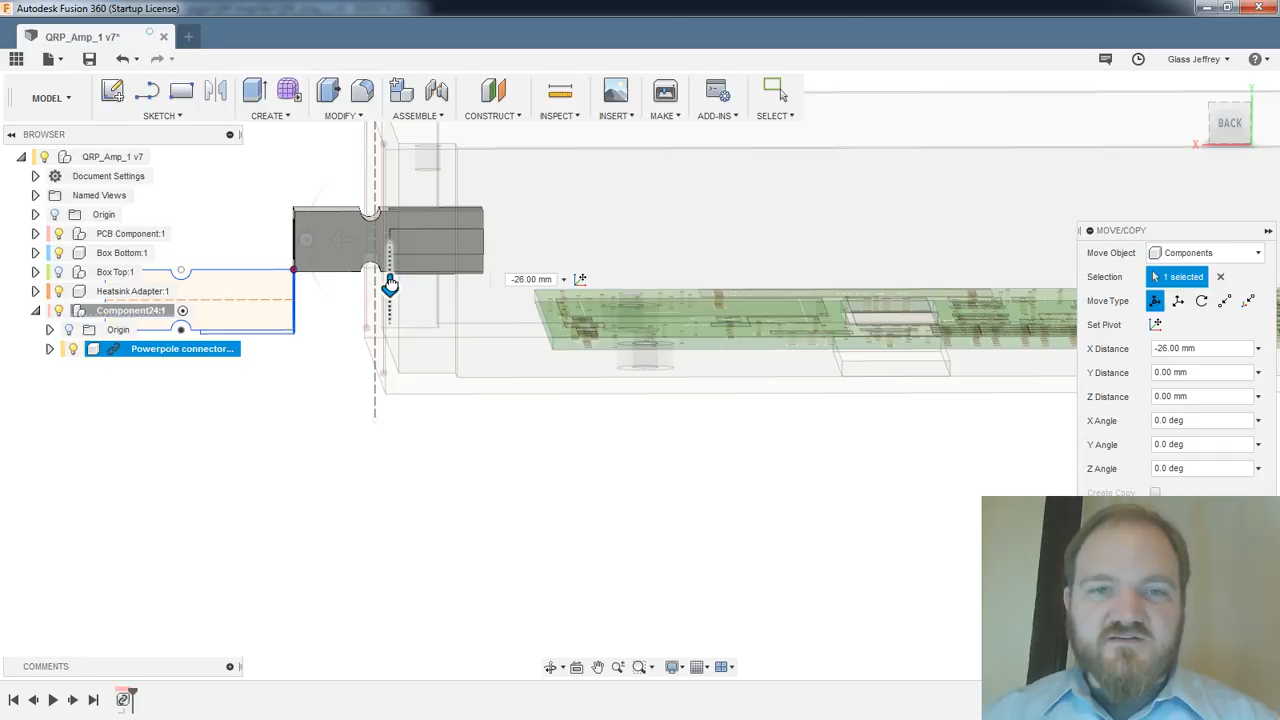 Autodesk Fusion 360 (Startup License)
QRP_Amp_1 v7*
Glass Jeffrey
MODEL
SKETCH
CREATE
MODIFY
ASSEMBLE
CONSTRUCT
INSPECT
INSERT
MAKE
ADD-INS
SELECT
BROWSER
QRP_Amp_1 v7
Document Settings
Named Views
Origin
PCB Component:1
Box Bottom:1
Box Top:1
Heatsink Adapter:1
Component24:1
Origin
Powerpole connector...
-26.00 mm
Y
X
BACK
MOVE/COPY
Move Object Components
Selection 1 selected
Move Type
Set Pivot
X Distance -26.00 mm
Y Distance 0.00 mm
Z Distance 0.00 mm
X Angle 0.0 deg
Y Angle 0.0 deg
Z Angle 0.0 deg
Create Copy
COMMENTS